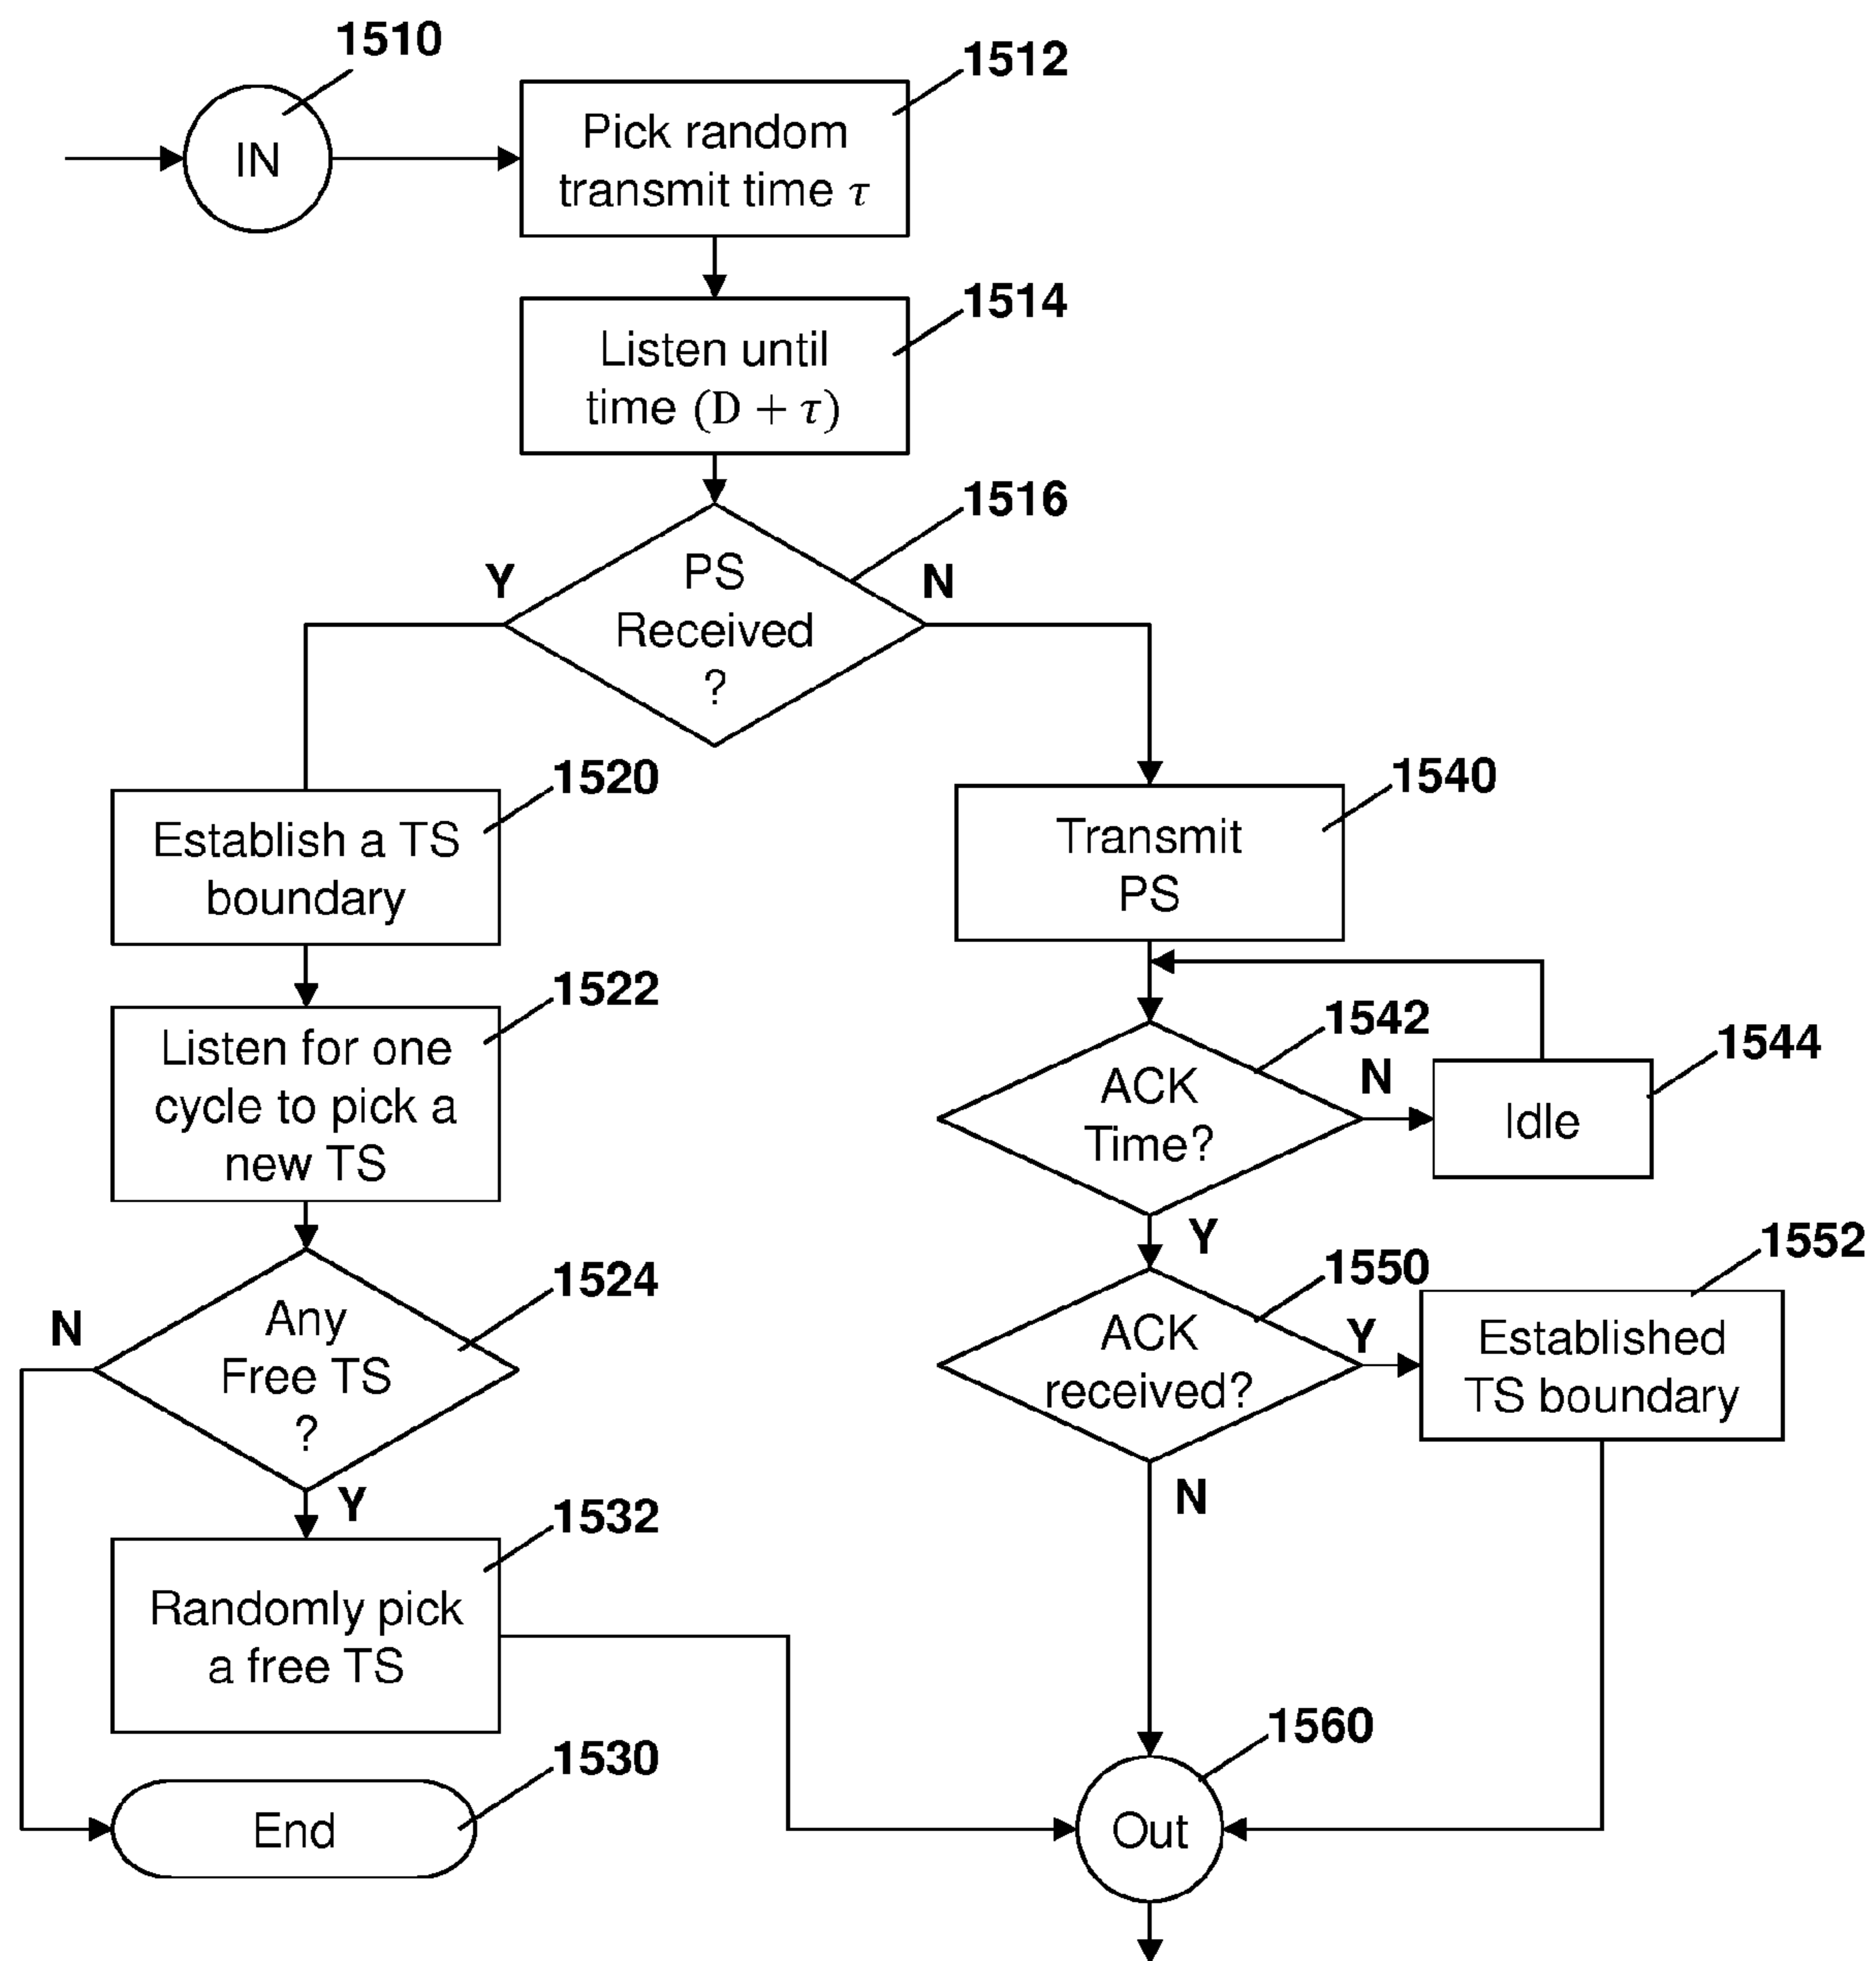 1510
IN
1512
Pick random
transmit time τ
1514
Listen until
time (D + τ)
1516
PS
Received
?
Y
N
1520
Establish a TS
boundary
1522
Listen for one
cycle to pick a
new TS
1524
Any
Free TS
?
N
Y
1532
Randomly pick
a free TS
1530
End
1540
Transmit
PS
1542
ACK
Time?
N
1544
Idle
Y
1550
ACK
received?
Y
1552
Established
TS boundary
N
1560
Out